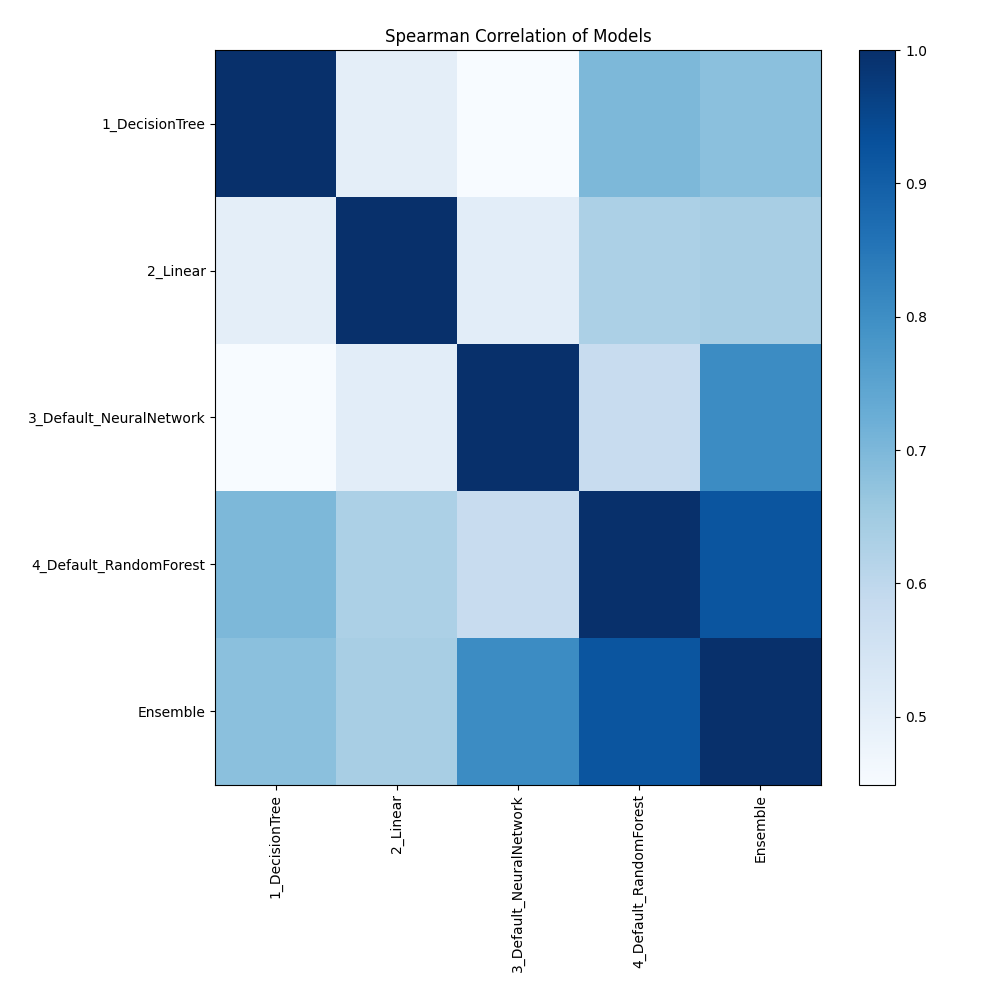 Spearman Correlation of Models
1_DecisionTree
2_Linear
3_Default_NeuralNetwork
4_Default_RandomForest
Ensemble
1_DecisionTree
2_Linear
3_Default_NeuralNetwork
4_Default_RandomForest
Ensemble
1.0
0.9
0.8
0.7
0.6
0.5